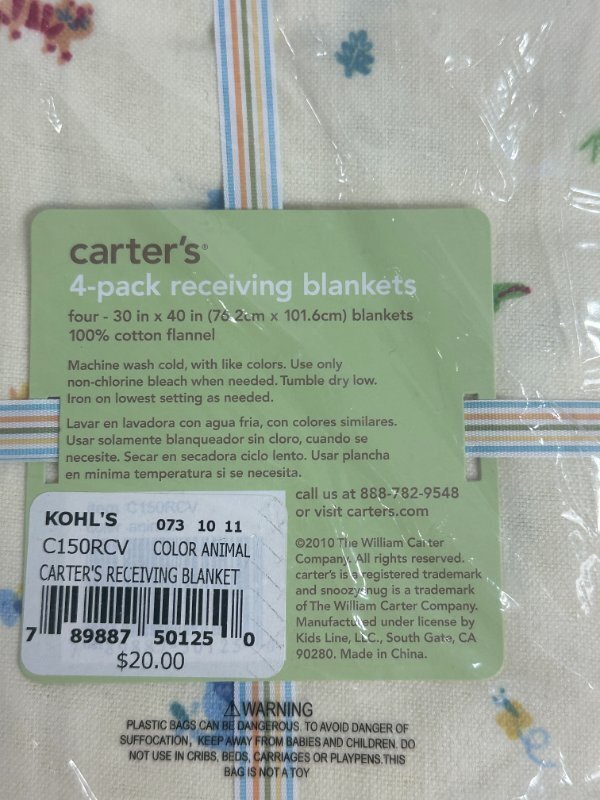 carter's®
4-pack receiving blankets
four - 30 in x 40 in (76.2cm x 101.6cm) blankets
100% cotton flannel
Machine wash cold, with like colors. Use only
non-chlorine bleach when needed. Tumble dry low.
Iron on lowest setting as needed.
Lavar en lavadora con agua fria, con colores similares.
Usar solamente blanqueador sin cloro, cuando se
necesite. Secar en secadora ciclo lento. Usar plancha
en minima temperatura si se necesita.
call us at 888-782-9548
or visit carters.com
©2010 The William Carter
Company. All rights reserved.
carter's is a registered trademark
and snoozysnug is a trademark
of The William Carter Company.
Manufactured under license by
Kids Line, LLC., South Gate, CA
90280. Made in China.
KOHL'S 073 10 11
C150RCV COLOR ANIMAL
CARTER'S RECEIVING BLANKET
7 89887 50125 0
$20.00
⚠WARNING
PLASTIC BAGS CAN BE DANGEROUS. TO AVOID DANGER OF
SUFFOCATION, KEEP AWAY FROM BABIES AND CHILDREN. DO
NOT USE IN CRIBS, BEDS, CARRIAGES OR PLAYPENS.THIS
BAG IS NOT A TOY